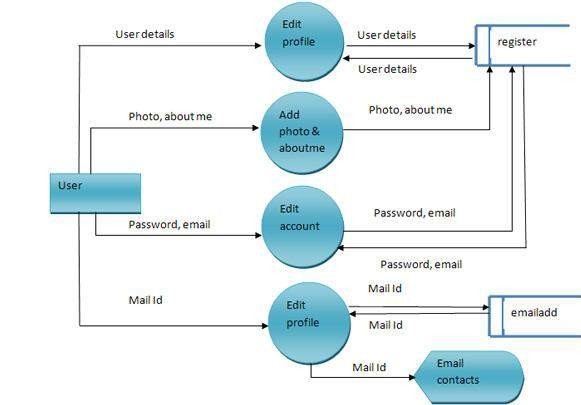 Edit
profile
User details
User details
register
User details
Add
photo &
aboutme
Photo, about me
Photo, about me
User
Edit
account
Password, email
Password, email
Password, email
Edit
profile
Mail Id
Mail Id
emailadd
Mail Id
Mail Id
Email
contacts